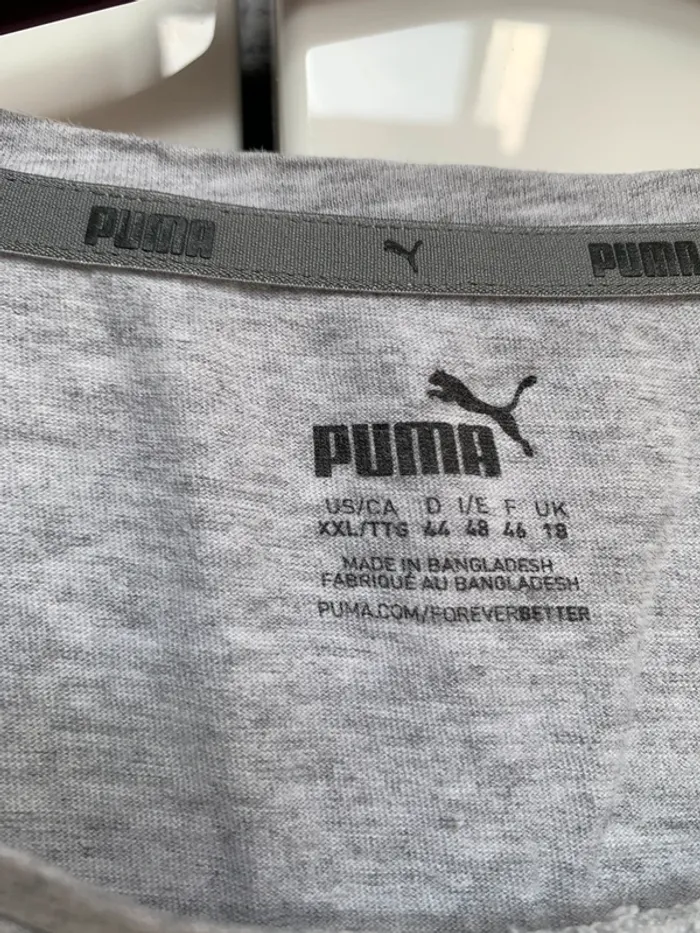 PUMA
PUMA
PUMA
US/CA D I/E F UK
XXL/TTG 44 48 46 18
MADE IN BANGLADESH
FABRIQUÉ AU BANGLADESH
PUMA.COM/FOREVERBETTER